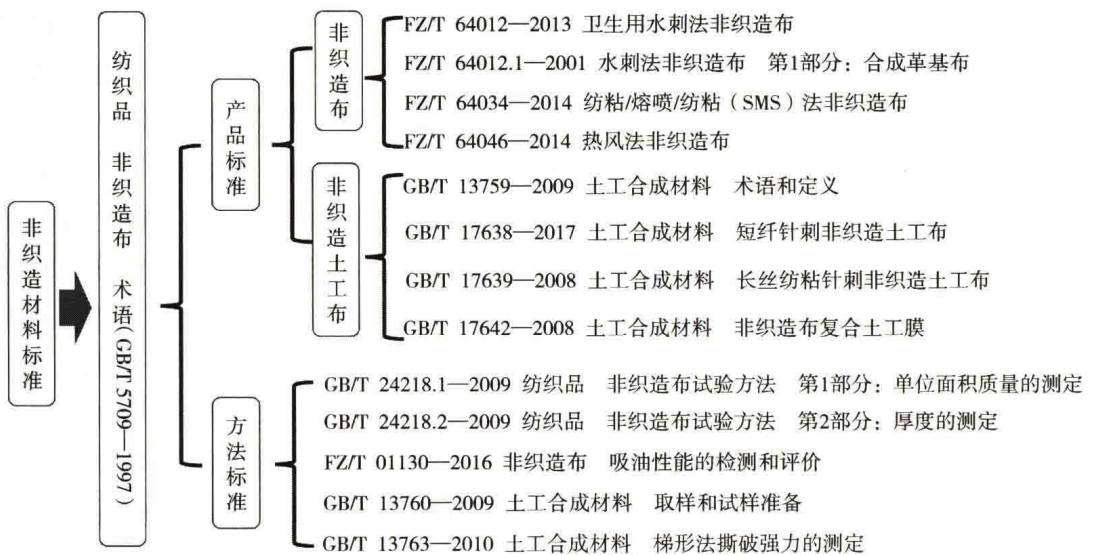 非织造材料标准
纺织品 非织造布 术语(GB/T 5709—1997)
产品标准
非织造布
FZ/T 64012—2013 卫生用水刺法非织造布
FZ/T 64012.1—2001 水刺法非织造布 第1部分：合成革基布
FZ/T 64034—2014 纺粘/熔喷/纺粘（SMS）法非织造布
FZ/T 64046—2014 热风法非织造布
非织造土工布
GB/T 13759—2009 土工合成材料 术语和定义
GB/T 17638—2017 土工合成材料 短纤针刺非织造土工布
GB/T 17639—2008 土工合成材料 长丝纺粘针刺非织造土工布
GB/T 17642—2008 土工合成材料 非织造布复合土工膜
方法标准
GB/T 24218.1—2009 纺织品 非织造布试验方法 第1部分：单位面积质量的测定
GB/T 24218.2—2009 纺织品 非织造布试验方法 第2部分：厚度的测定
FZ/T 01130—2016 非织造布 吸油性能的检测和评价
GB/T 13760—2009 土工合成材料 取样和试样准备
GB/T 13763—2010 土工合成材料 梯形法撕破强力的测定